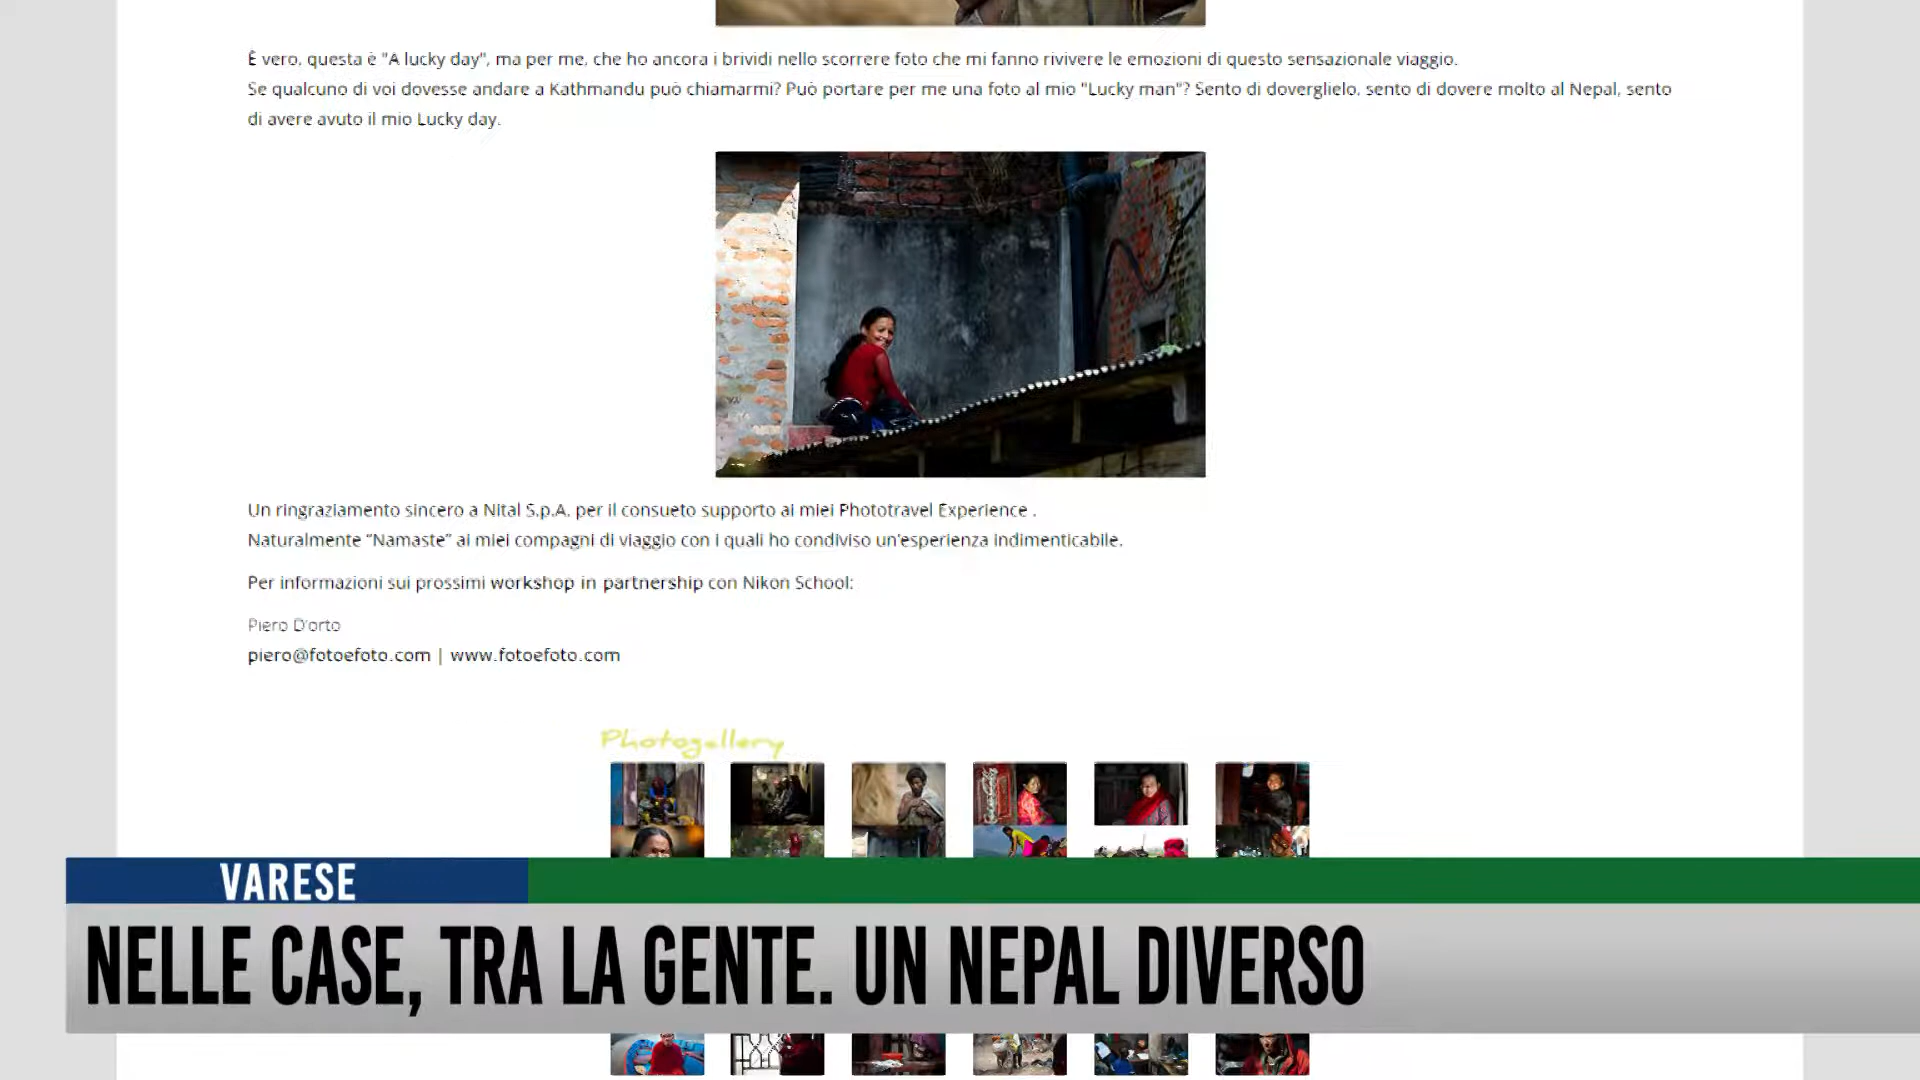 È vero, questa è "A lucky day", ma per me, che ho ancora i brividi nello scorrere foto che mi fanno rivivere le emozioni di questo sensazionale viaggio.
Se qualcuno di voi dovesse andare a Kathmandu può chiamarmi? Può portare per me una foto al mio "Lucky man"? Sento di doverglielo, sento di dovere molto al Nepal, sento
di avere avuto il mio Lucky day.
Un ringraziamento sincero a Nital S.p.A. per il consueto supporto ai miei Phototravel Experience .
Naturalmente “Namaste” ai miei compagni di viaggio con i quali ho condiviso un'esperienza indimenticabile.
Per informazioni sui prossimi workshop in partnership con Nikon School:
Piero D'orto
piero@fotoefoto.com | www.fotoefoto.com
Photogallery
VARESE
NELLE CASE, TRA LA GENTE. UN NEPAL DIVERSO